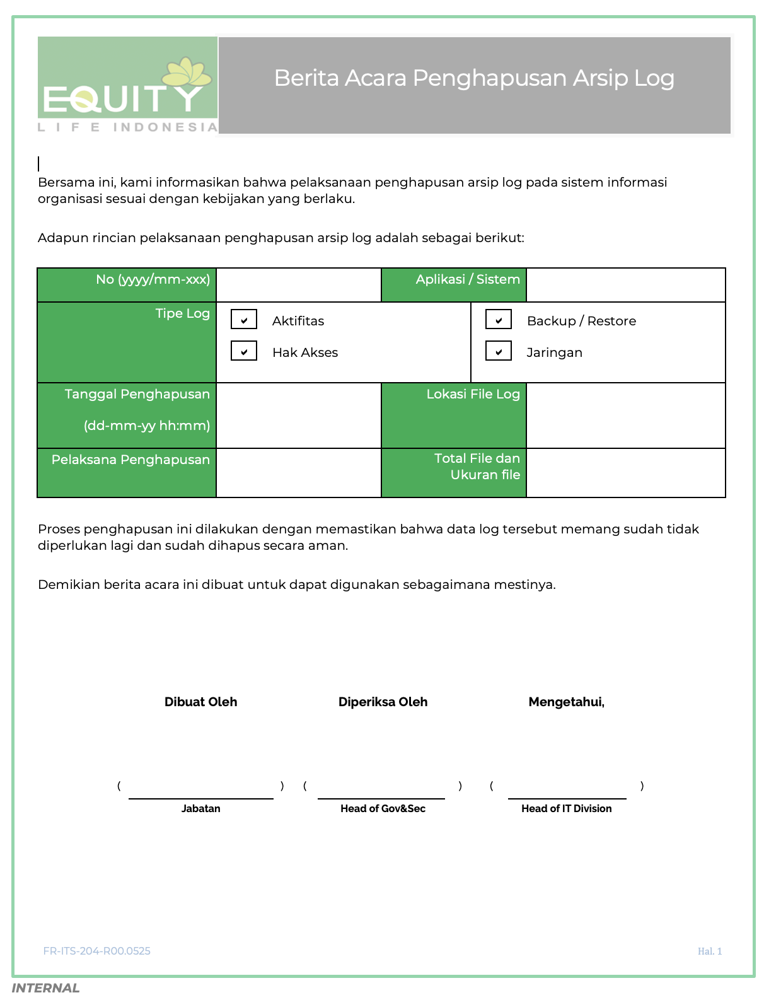 EQUITY
LIFE INDONESIA
Berita Acara Penghapusan Arsip Log
Bersama ini, kami informasikan bahwa pelaksanaan penghapusan arsip log pada sistem informasi
organisasi sesuai dengan kebijakan yang berlaku.
Adapun rincian pelaksanaan penghapusan arsip log adalah sebagai berikut:
No (yyyy/mm-xxx)
Aplikasi / Sistem
Tipe Log
Aktifitas
Backup / Restore
Hak Akses
Jaringan
Tanggal Penghapusan
Lokasi File Log
(dd-mm-yy hh:mm)
Pelaksana Penghapusan
Total File dan
Ukuran file
Proses penghapusan ini dilakukan dengan memastikan bahwa data log tersebut memang sudah tidak
diperlukan lagi dan sudah dihapus secara aman.
Demikian berita acara ini dibuat untuk dapat digunakan sebagaimana mestinya.
Dibuat Oleh
Diperiksa Oleh
Mengetahui,
( ) ( ) ( )
Jabatan
Head of Gov&Sec
Head of IT Division
FR-ITS-204-R00.0525
Hal. 1
INTERNAL